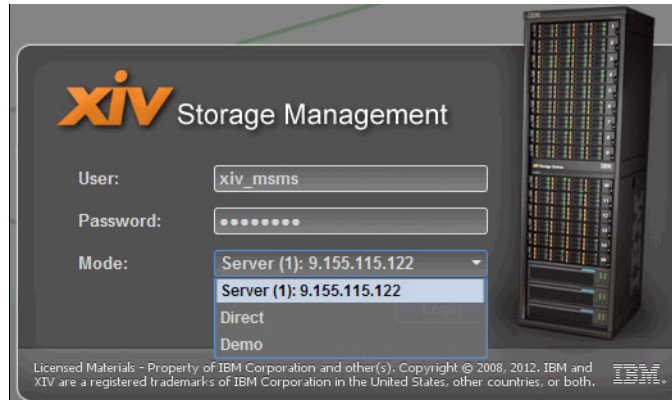 xiv Storage Management
User: xiv_msms
Password: ●●●●●●●●
Mode: Server (1): 9.155.115.122
Server (1): 9.155.115.122
Login
Direct
Demo
Licensed Materials - Property of IBM Corporation and other(s). Copyright © 2008, 2012. IBM and
XIV are a registered trademarks of IBM Corporation in the United States, other countries, or both.
IBM.